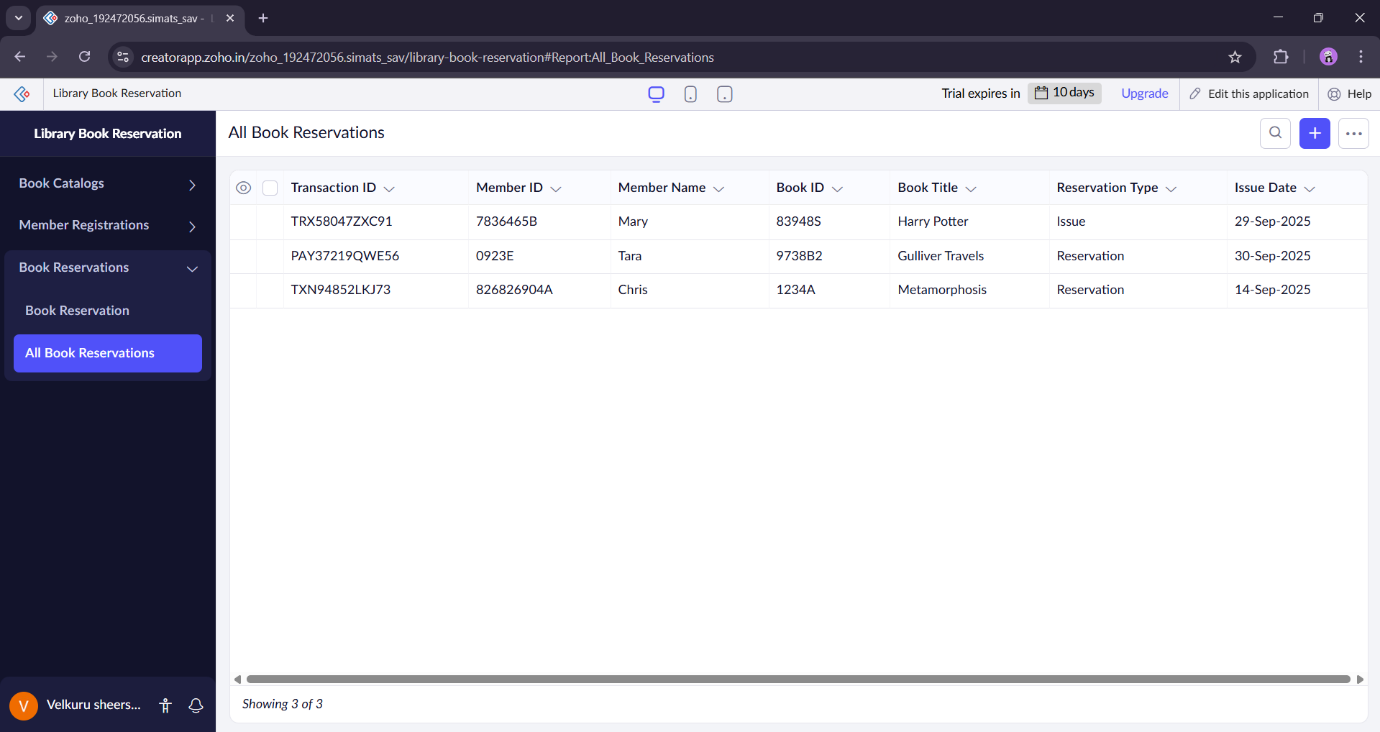 zoho_192472056.simats_sav -
creatorapp.zoho.in/zoho_192472056.simats_sav/library-book-reservation#Report:All_Book_Reservations
Library Book Reservation
Trial expires in 10 days Upgrade Edit this application Help
Library Book Reservation
Book Catalogs
Member Registrations
Book Reservations
Book Reservation
All Book Reservations
Velkuru sheers...
All Book Reservations
Transaction ID Member ID Member Name Book ID Book Title Reservation Type Issue Date
TRX58047ZXC91 7836465B Mary 83948S Harry Potter Issue 29-Sep-2025
PAY37219QWE56 0923E Tara 9738B2 Gulliver Travels Reservation 30-Sep-2025
TXN94852LKJ73 826826904A Chris 1234A Metamorphosis Reservation 14-Sep-2025
Showing 3 of 3
V